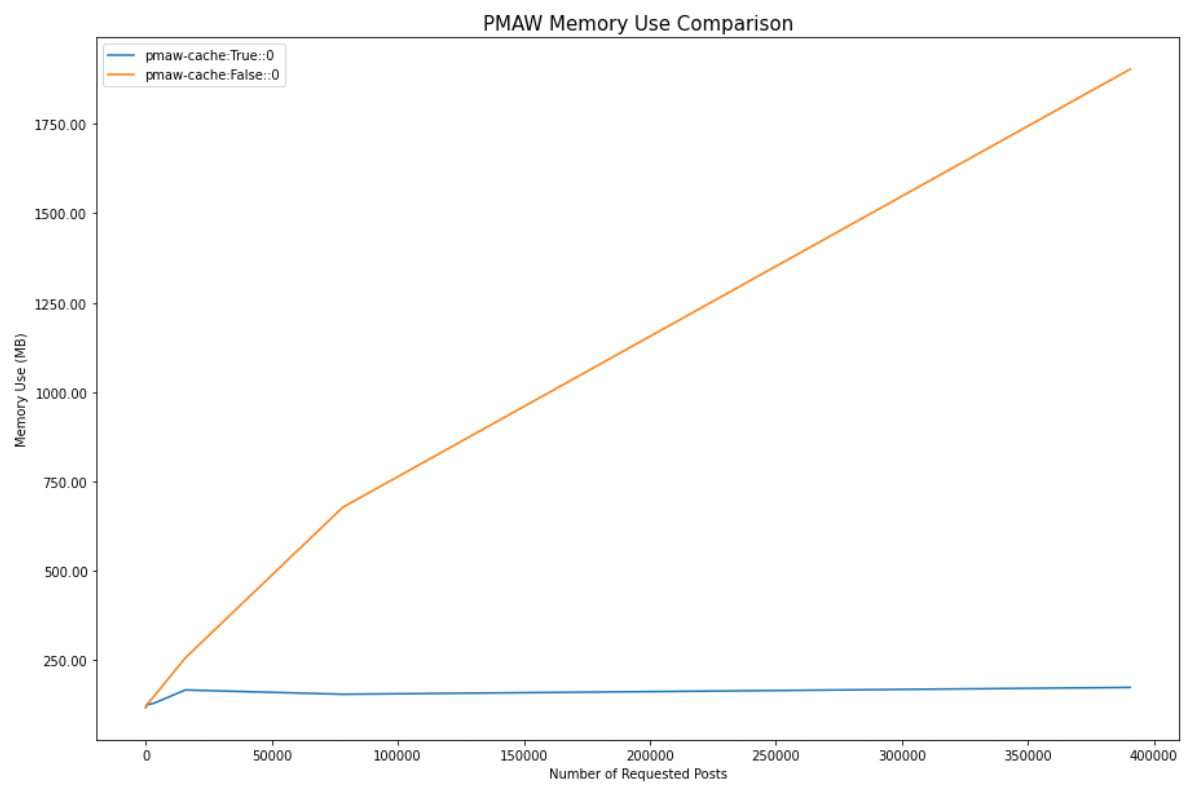 PMAW Memory Use Comparison
pmaw-cache:True::0
pmaw-cache:False::0
1750.00
1500.00
1250.00
1000.00
750.00
500.00
250.00
Memory Use (MB)
0 50000 100000 150000 200000 250000 300000 350000 400000
Number of Requested Posts